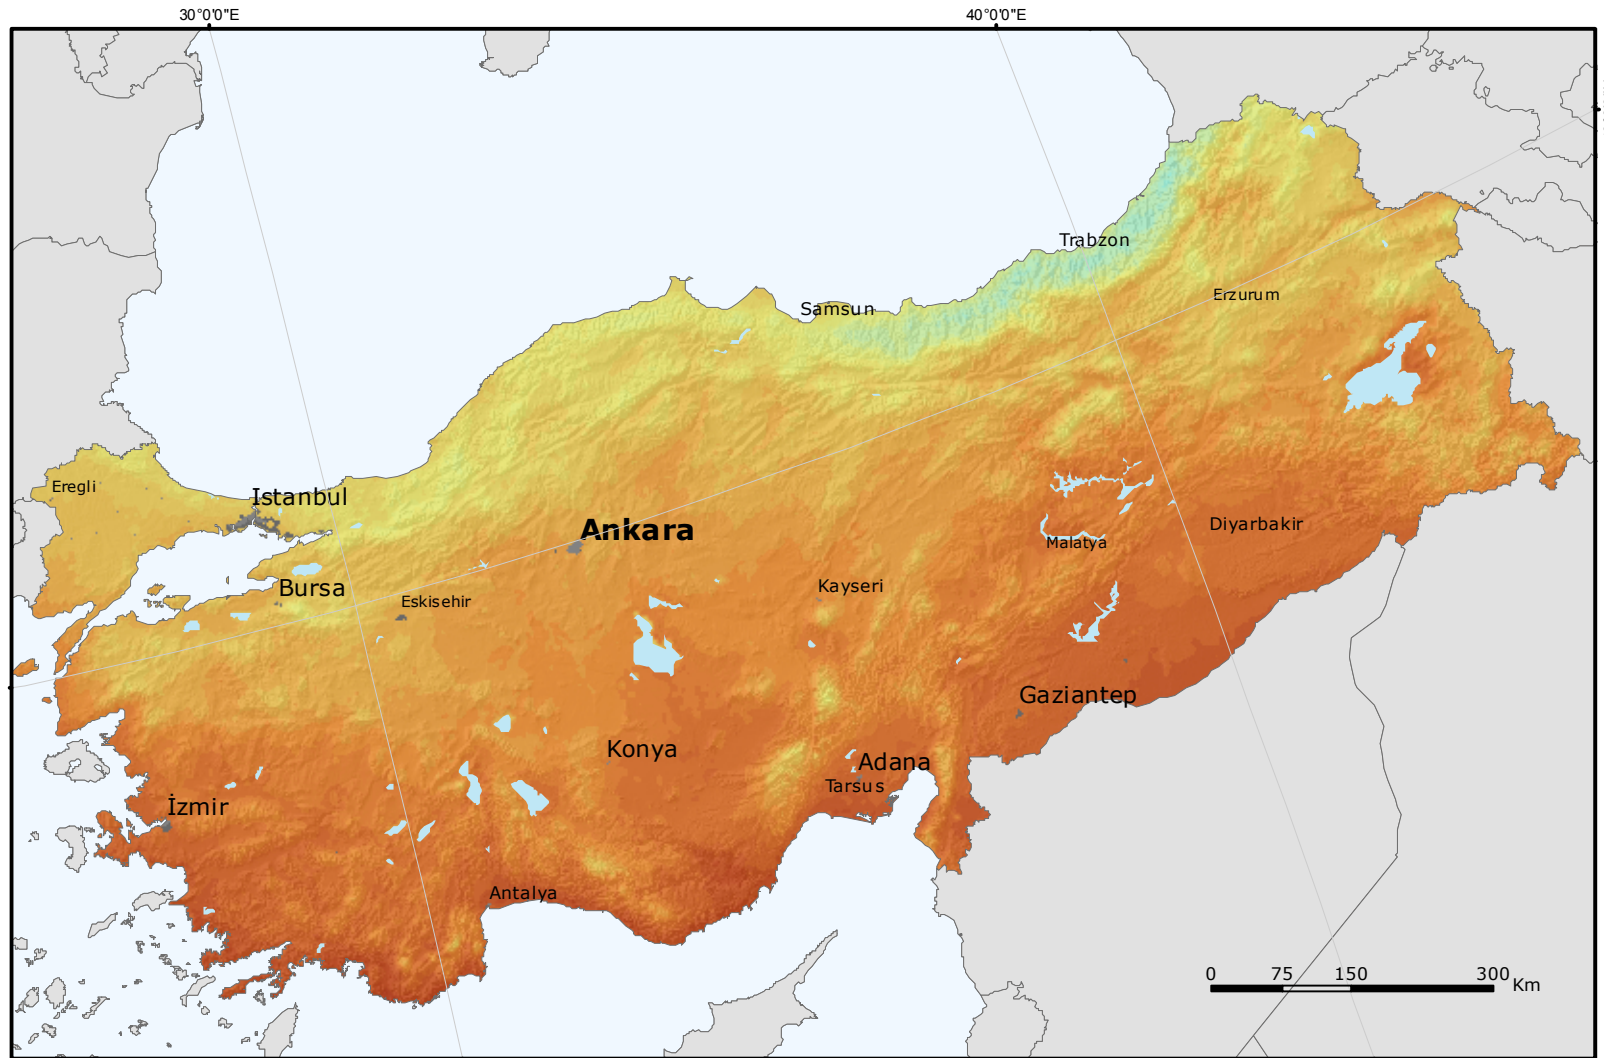 30°0'0"E
40°0'0"E
Trabzon
Erzurum
Samsun
Eregli
Istanbul
Ankara
Diyarbakir
Malatya
Bursa
Eskisehir
Kayseri
Gaziantep
Konya
Adana
Tarsus
İzmir
Antalya
0 75 150 300 Km